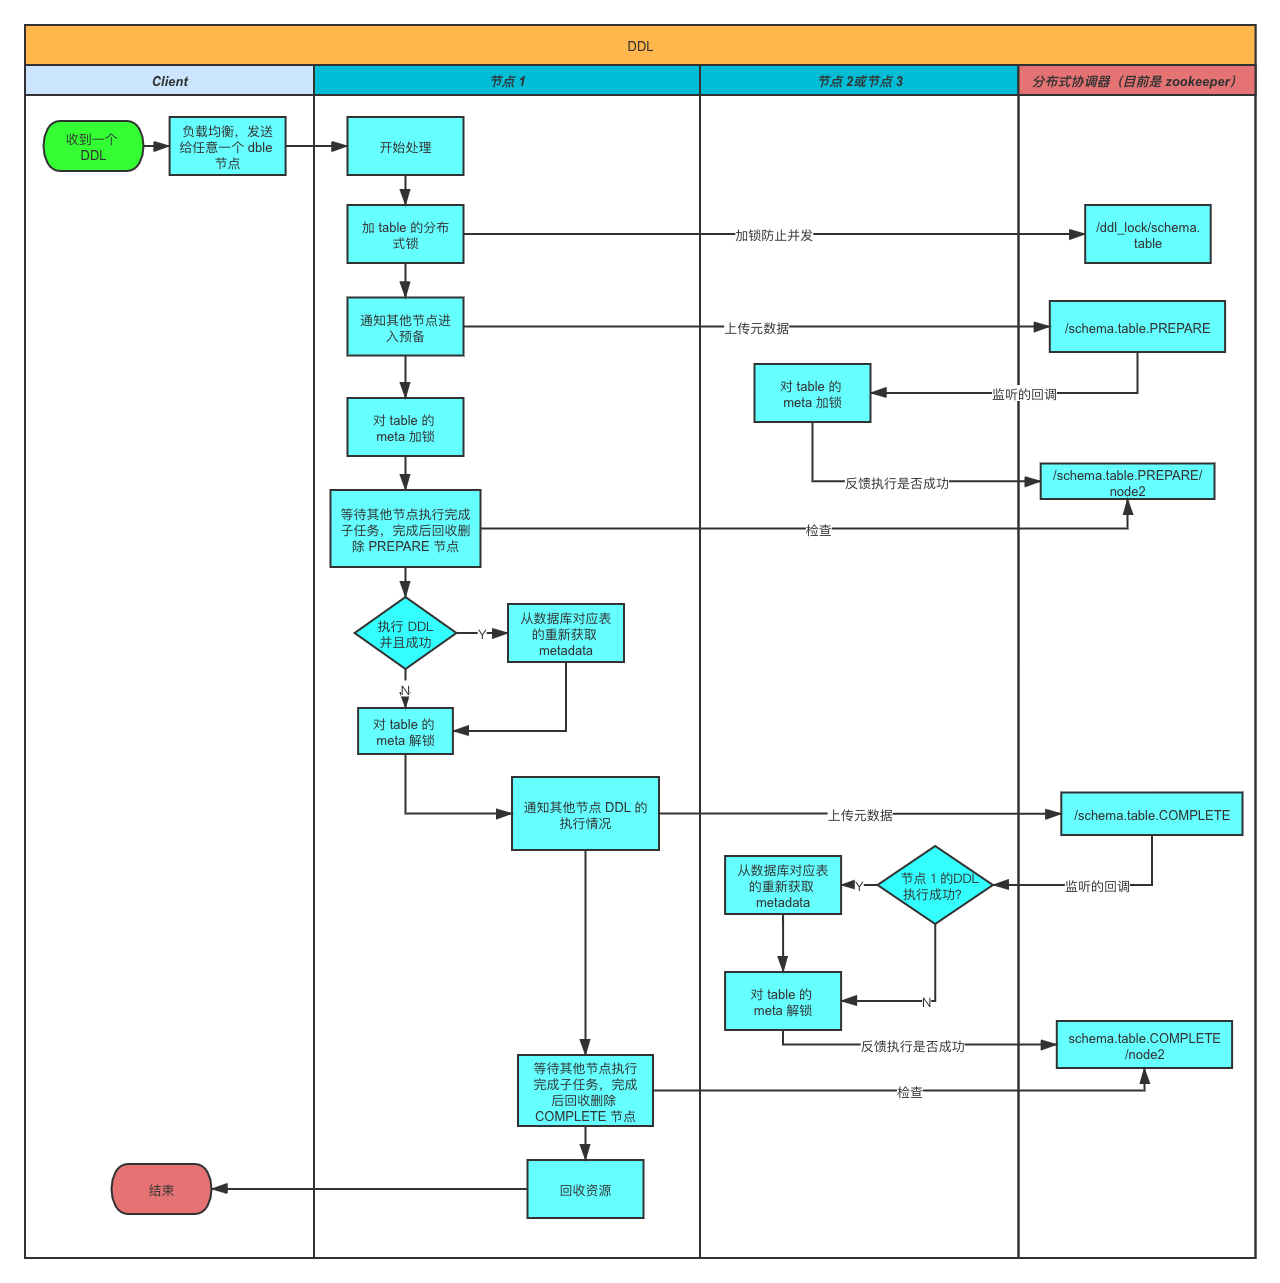 DDL
Client
节点 1
节点 2或节点 3
分布式协调器（目前是 zookeeper）
收到一个
DDL
负载均衡，发送
给任意一个 dble
节点
开始处理
加 table 的分布
式锁
加锁防止并发
/ddl_lock/schema.
table
通知其他节点进
入预备
上传元数据
/schema.table.PREPARE
对 table 的
meta 加锁
监听的回调
对 table 的
meta 加锁
反馈执行是否成功
/schema.table.PREPARE/
node2
等待其他节点执行完成
子任务，完成后回收删
除 PREPARE 节点
检查
执行 DDL
并且成功
Y
从数据库对应表
的重新获取
metadata
N
对 table 的
meta 解锁
通知其他节点 DDL 的
执行情况
上传元数据
/schema.table.COMPLETE
从数据库对应表
的重新获取
metadata
Y
节点 1 的DDL
执行成功?
监听的回调
对 table 的
meta 解锁
N
反馈执行是否成功
schema.table.COMPLETE
/node2
等待其他节点执行
完成子任务，完成
后回收删除
COMPLETE 节点
检查
回收资源
结束